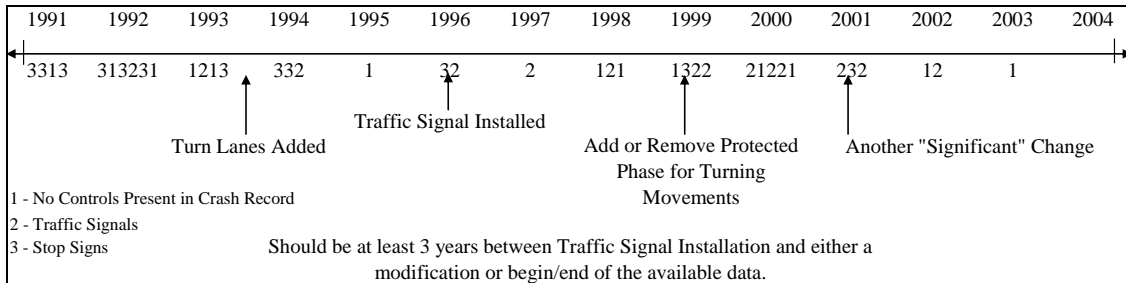 1991 1992 1993 1994 1995 1996 1997 1998 1999 2000 2001 2002 2003 2004
3313 313231 1213 332 1 32 2 121 1322 21221 232 12 1
Traffic Signal Installed
Turn Lanes Added
Add or Remove Protected
Phase for Turning
Movements
Another "Significant" Change
1 - No Controls Present in Crash Record
2 - Traffic Signals
3 - Stop Signs
Should be at least 3 years between Traffic Signal Installation and either a
modification or begin/end of the available data.